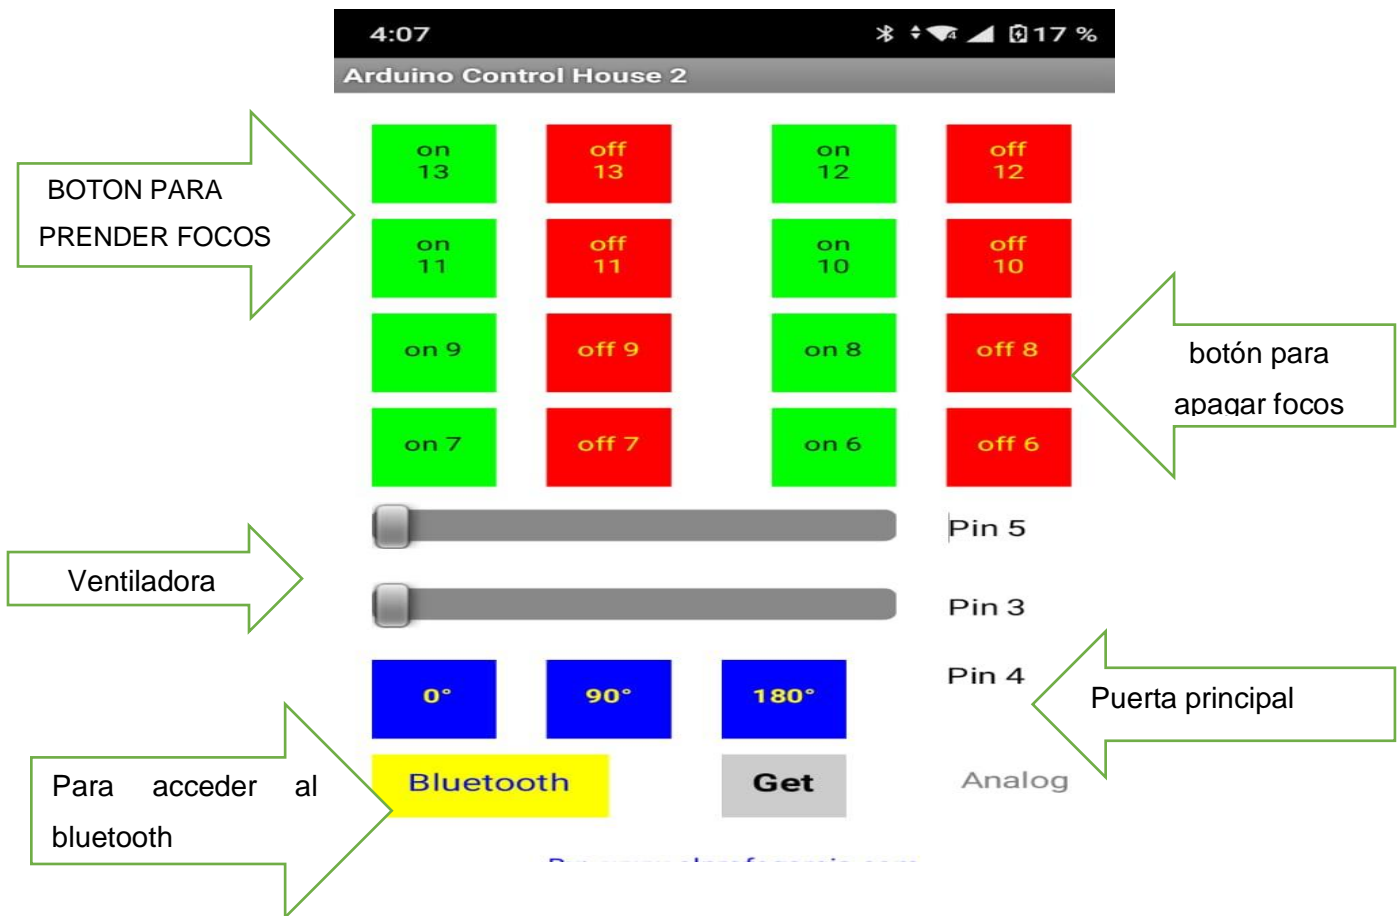 4:07
4
17 %
Arduino Control House 2
on
13
off
13
on
12
off
12
BOTON PARA
PRENDER FOCOS
on
11
off
11
on
10
off
10
on 9
off 9
on 8
off 8
botón para
apagar focos
on 7
off 7
on 6
off 6
Pin 5
Ventiladora
Pin 3
0°
90°
180°
Pin 4
Puerta principal
Para acceder al
bluetooth
Bluetooth
Get
Analog